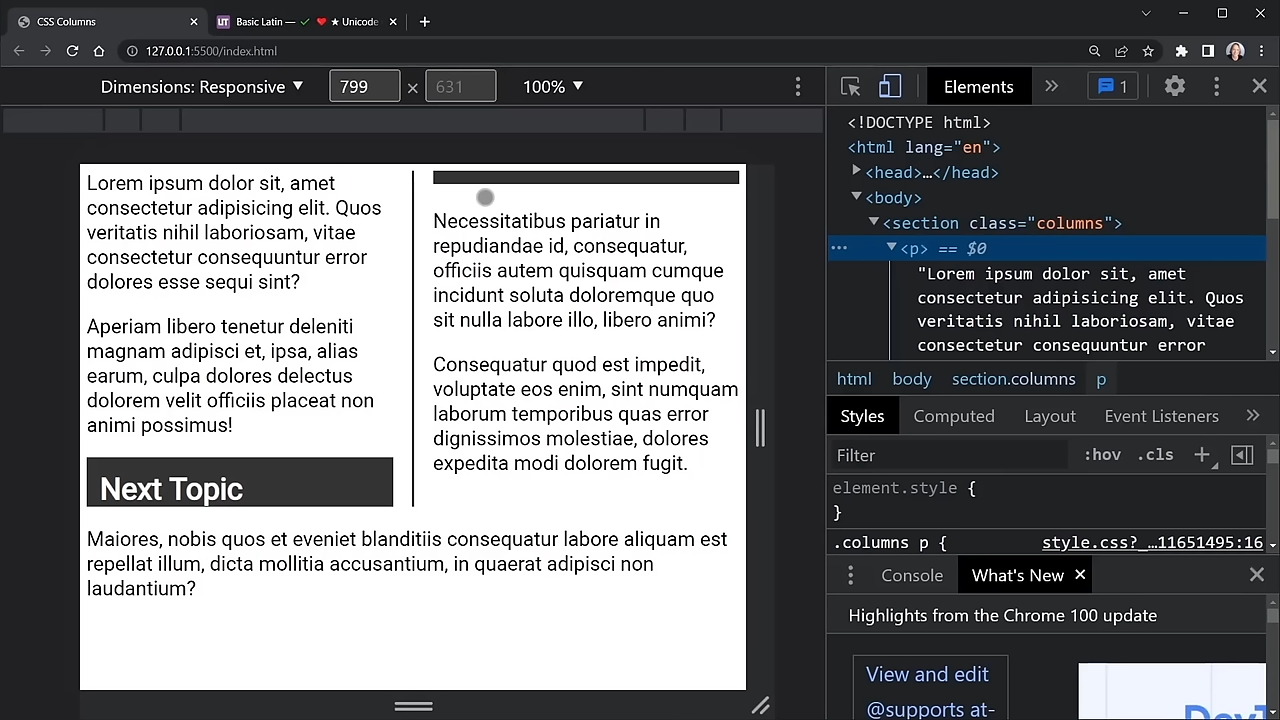 CSS Columns
Basic Latin — ✓ ❤ ★ Unicode
127.0.0.1:5500/index.html
Dimensions: Responsive ▼ 799 × 631 100% ▼
Lorem ipsum dolor sit, amet
consectetur adipisicing elit. Quos
veritatis nihil laboriosam, vitae
consectetur consequuntur error
dolores esse sequi sint?
Aperiam libero tenetur deleniti
magnam adipisci et, ipsa, alias
earum, culpa dolores delectus
dolorem velit officiis placeat non
animi possimus!
Next Topic
Necessitatibus pariatur in
repudiandae id, consequatur,
officiis autem quisquam cumque
incidunt soluta doloremque quo
sit nulla labore illo, libero animi?
Consequatur quod est impedit,
voluptate eos enim, sint numquam
laborum temporibus quas error
dignissimos molestiae, dolores
expedita modi dolorem fugit.
Maiores, nobis quos et eveniet blanditiis consequatur labore aliquam est
repellat illum, dicta mollitia accusantium, in quaerat adipisci non
laudantium?
Elements » 1
<!DOCTYPE html>
<html lang="en">
<head>…</head>
<body>
<section class="columns">
<p> == $0
"Lorem ipsum dolor sit, amet
consectetur adipisicing elit. Quos
veritatis nihil laboriosam, vitae
consectetur consequuntur error
html body section.columns p
Styles Computed Layout Event Listeners »
Filter :hov .cls
element.style {
}
.columns p { style.css?_…11651495:16
Console What's New ×
Highlights from the Chrome 100 update
View and edit
@supports at-